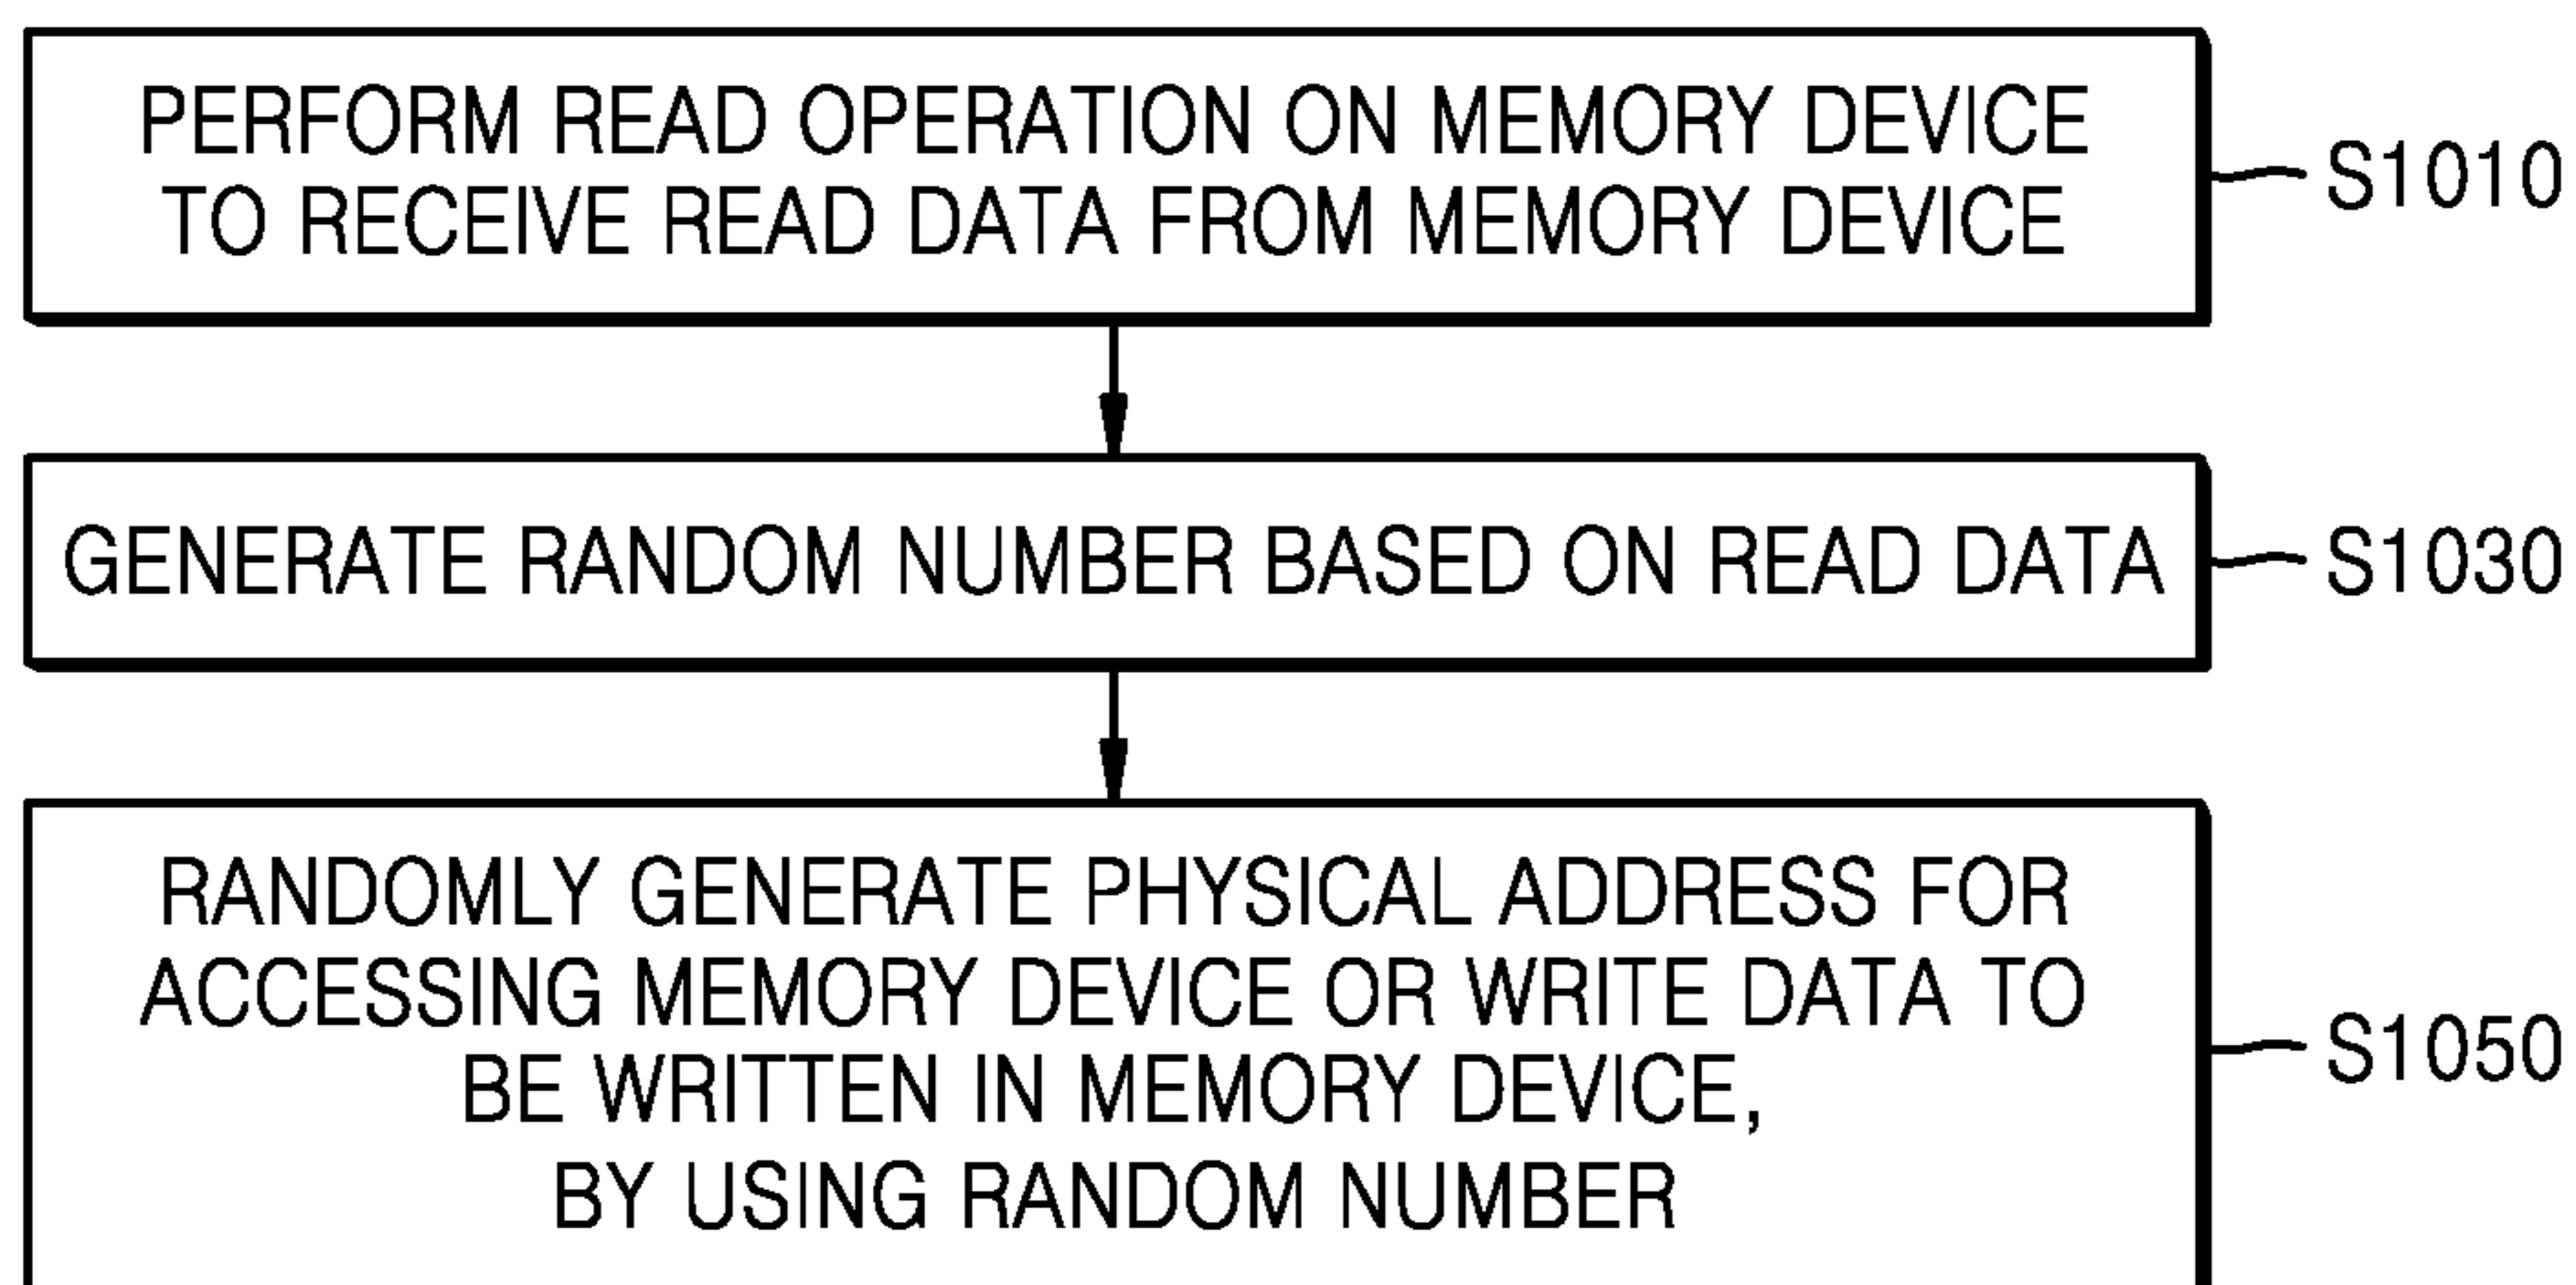 PERFORM READ OPERATION ON MEMORY DEVICE
TO RECEIVE READ DATA FROM MEMORY DEVICE
S1010
GENERATE RANDOM NUMBER BASED ON READ DATA
S1030
RANDOMLY GENERATE PHYSICAL ADDRESS FOR
ACCESSING MEMORY DEVICE OR WRITE DATA TO
BE WRITTEN IN MEMORY DEVICE,
BY USING RANDOM NUMBER
S1050